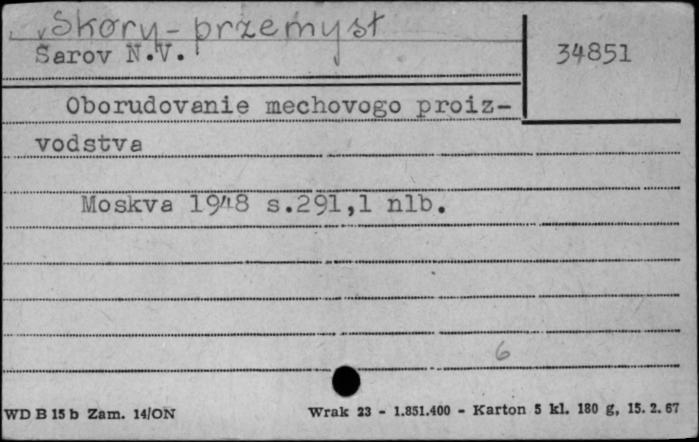 Skóry - przemysł
Šarov N.V.
34851
Oborudovanie mechovogo proiz-
vodstva
Moskva 1948 s.291,1 nlb.
6
WD B 15 b Zam. 14/ON
Wrak 23 - 1.851.400 - Karton 5 kl. 180 g, 15. 2. 67